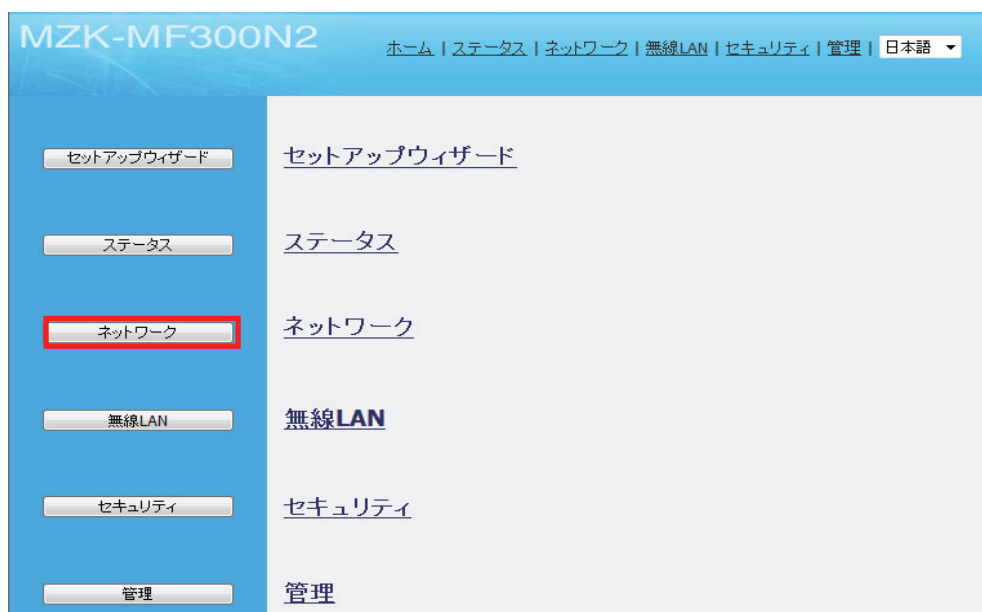 MZK-MF300N2
ホーム | ステータス | ネットワーク | 無線LAN | セキュリティ | 管理 | 日本語
セットアップウィザード セットアップウィザード
ステータス ステータス
ネットワーク ネットワーク
無線LAN 無線LAN
セキュリティ セキュリティ
管理 管理